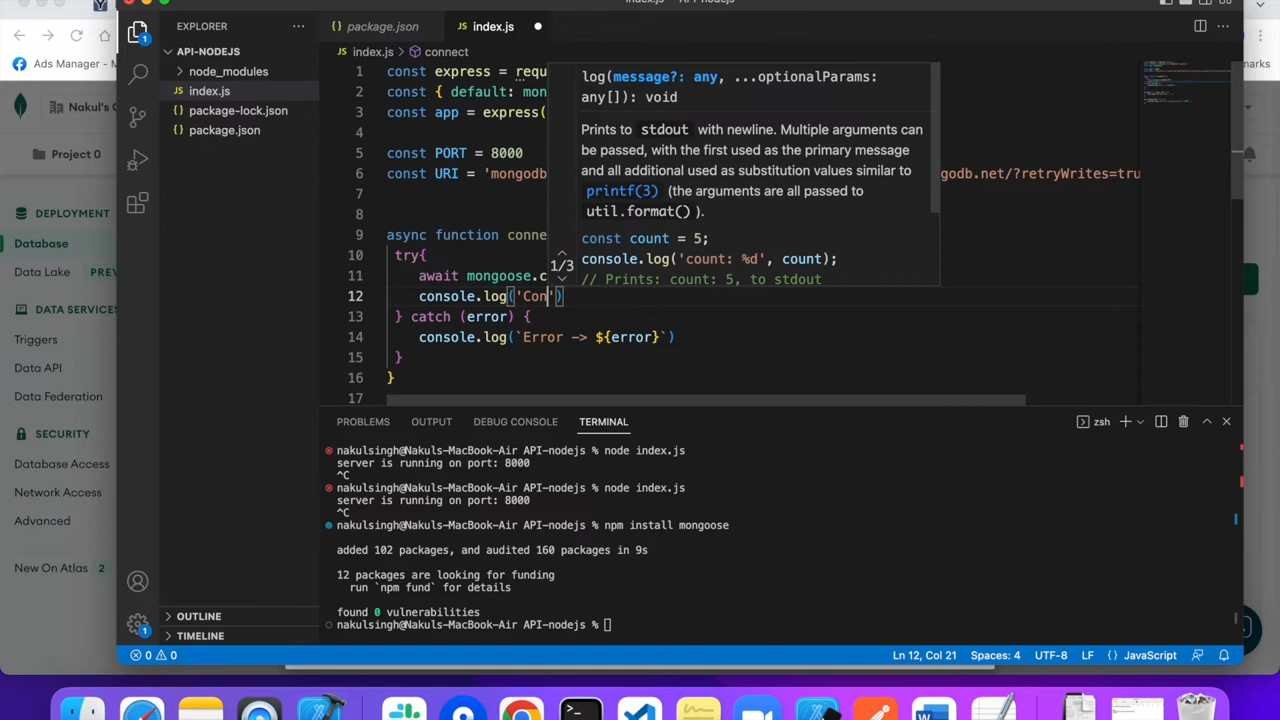 index.js — API-nodejs
EXPLORER
package.json
index.js
API-NODEJS
index.js > connect
node_modules
index.js
package-lock.json
package.json
1
1 const express = requ
2 const { default: mon
3 const app = express(
4
5 const PORT = 8000
6 const URI = 'mongodb
godb.net/?retryWrites=tru
7
8
9 async function conne
10 try{
11 await mongoose.c
12 console.log('Con')
13 } catch (error) {
14 console.log(`Error -> ${error}`)
15 }
16 }
17
1/3
log(message?: any, ...optionalParams:
any[]): void
Prints to stdout with newline. Multiple arguments can
be passed, with the first used as the primary message
and all additional used as substitution values similar to
printf(3) (the arguments are all passed to
util.format() ).
const count = 5;
console.log('count: %d', count);
// Prints: count: 5, to stdout
PROBLEMS OUTPUT DEBUG CONSOLE TERMINAL
zsh
nakulsingh@Nakuls-MacBook-Air API-nodejs % node index.js
server is running on port: 8000
^C
nakulsingh@Nakuls-MacBook-Air API-nodejs % node index.js
server is running on port: 8000
^C
nakulsingh@Nakuls-MacBook-Air API-nodejs % npm install mongoose
added 102 packages, and audited 160 packages in 9s
12 packages are looking for funding
run `npm fund` for details
found 0 vulnerabilities
nakulsingh@Nakuls-MacBook-Air API-nodejs %
OUTLINE
TIMELINE
1
0 0
Ln 12, Col 21 Spaces: 4 UTF-8 LF {} JavaScript
Ads Manager - M
marks
Nakul's
Project 0
DEPLOYMENT
Database
Data Lake PREV
DATA SERVICES
Triggers
Data API
Data Federation
SECURITY
Database Access
Network Access
Advanced
New On Atlas 2